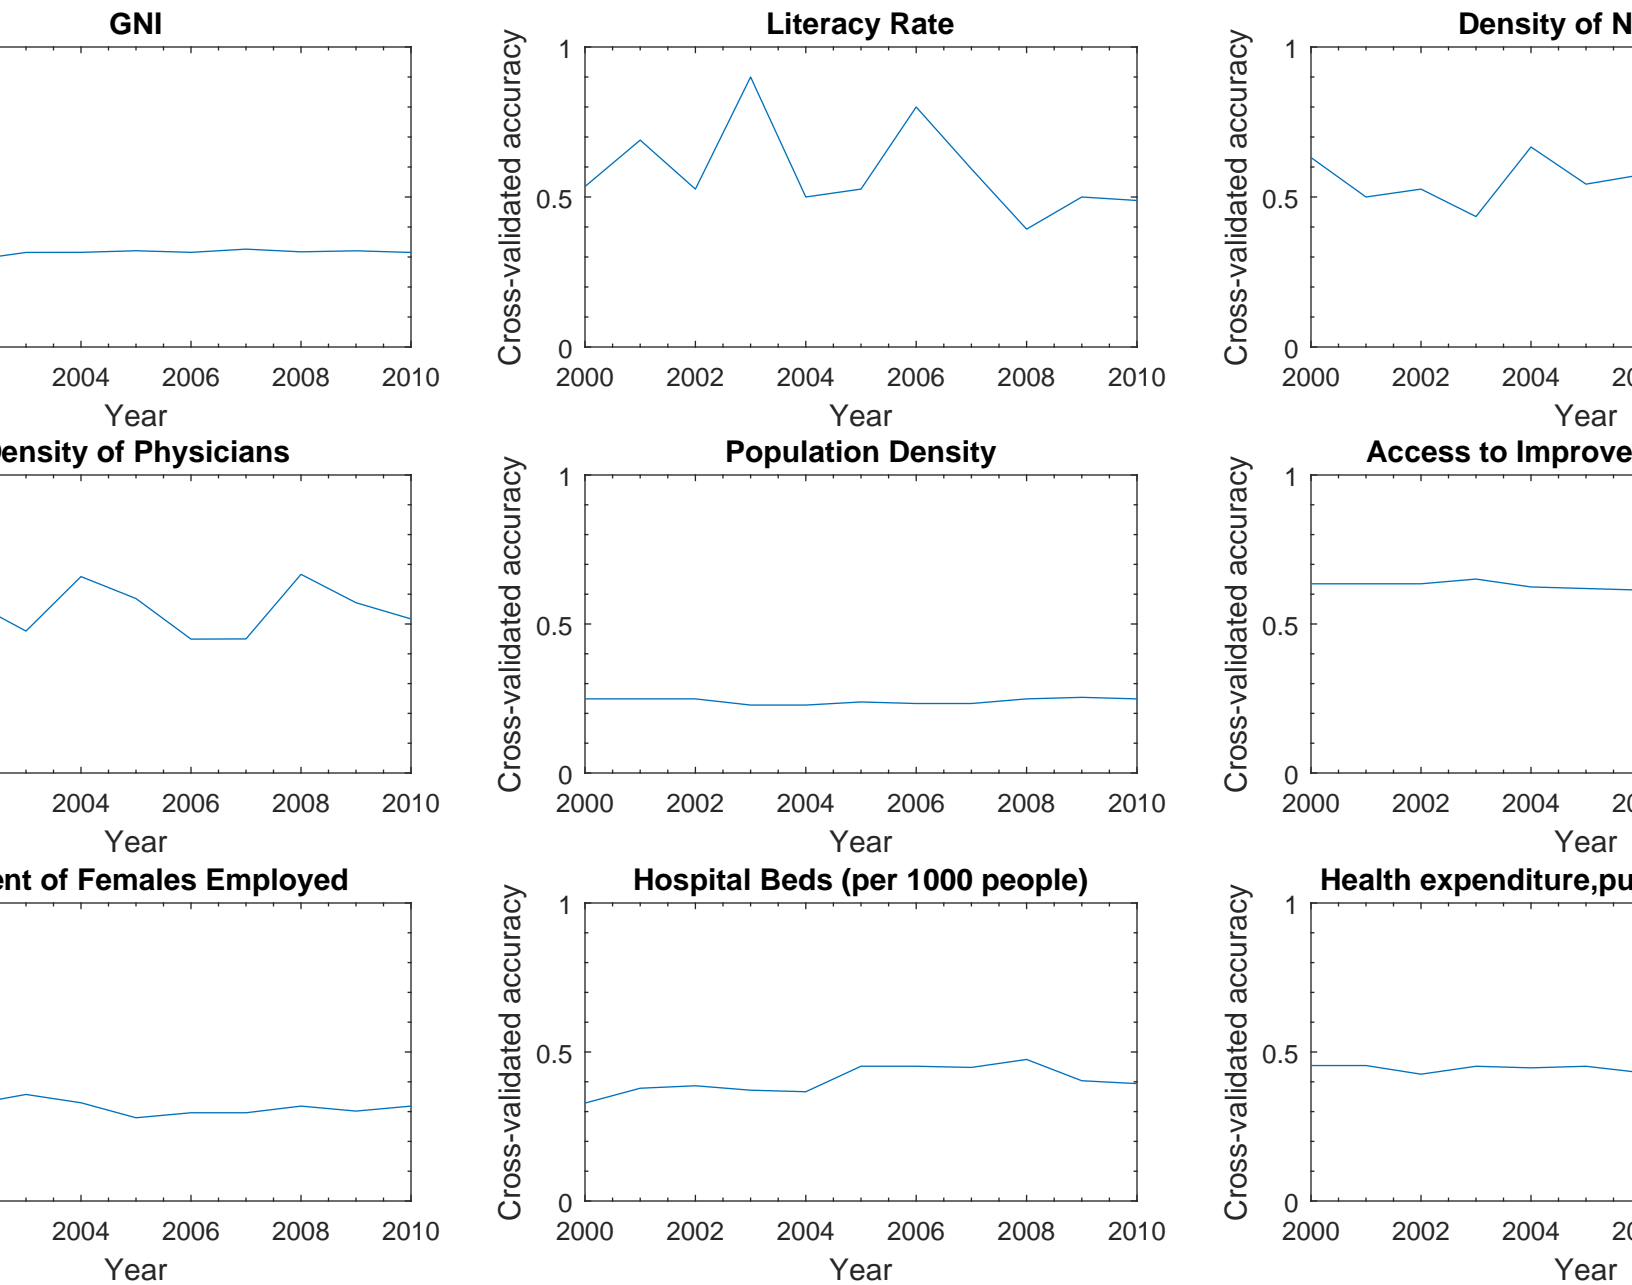 GNI
2004 2006 2008 2010
Year
Literacy Rate
Cross-validated accuracy
1
0.5
0
2000 2002 2004 2006 2008 2010
Year
Density of N
Cross-validated accuracy
1
0.5
0
2000 2002 2004
Year
ensity of Physicians
2004 2006 2008 2010
Year
Population Density
Cross-validated accuracy
1
0.5
0
2000 2002 2004 2006 2008 2010
Year
Access to Improve
Cross-validated accuracy
1
0.5
0
2000 2002 2004
Year
ent of Females Employed
2004 2006 2008 2010
Year
Hospital Beds (per 1000 people)
Cross-validated accuracy
1
0.5
0
2000 2002 2004 2006 2008 2010
Year
Health expenditure,pu
Cross-validated accuracy
1
0.5
0
2000 2002 2004
Year